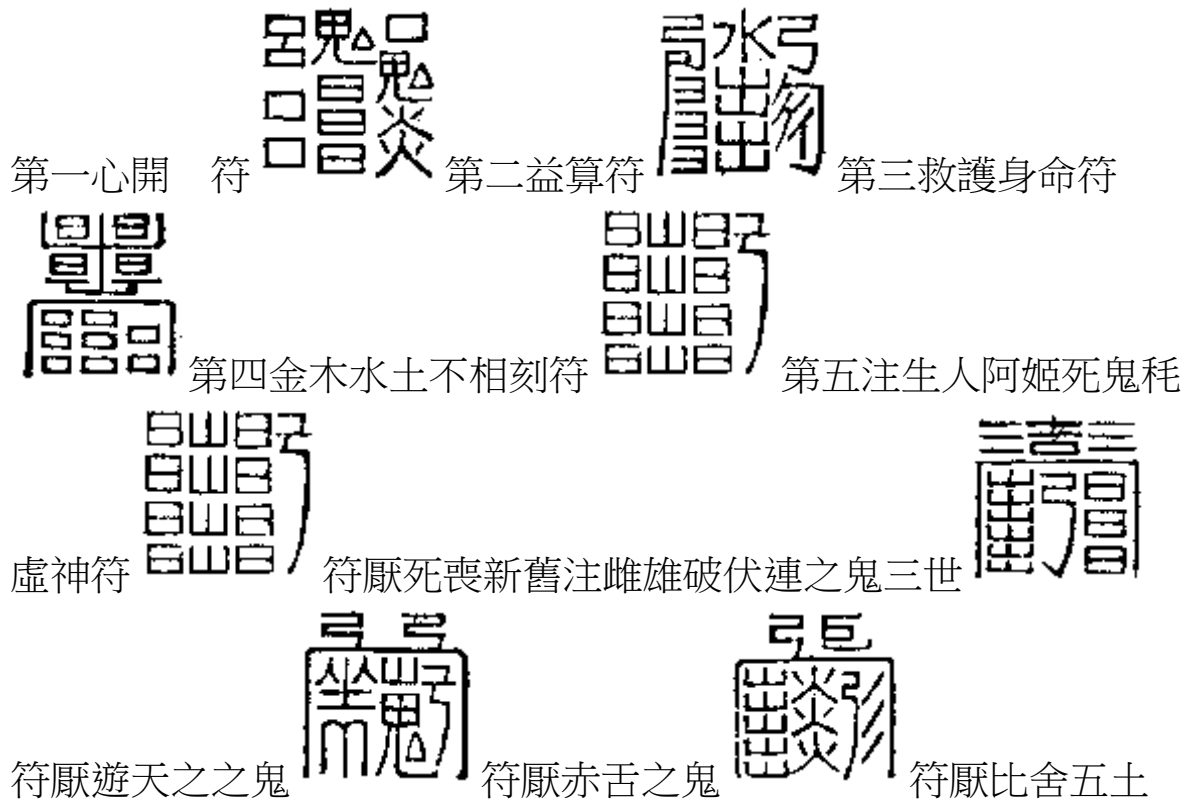 第一心開　符 第二益算符 第三救護身命符
第四金木水土不相刻符 第五注生人阿姬死鬼秏
虛神符 符厭死喪新舊注雌雄破伏連之鬼三世
符厭遊天之之鬼 符厭赤舌之鬼 符厭比舍五土